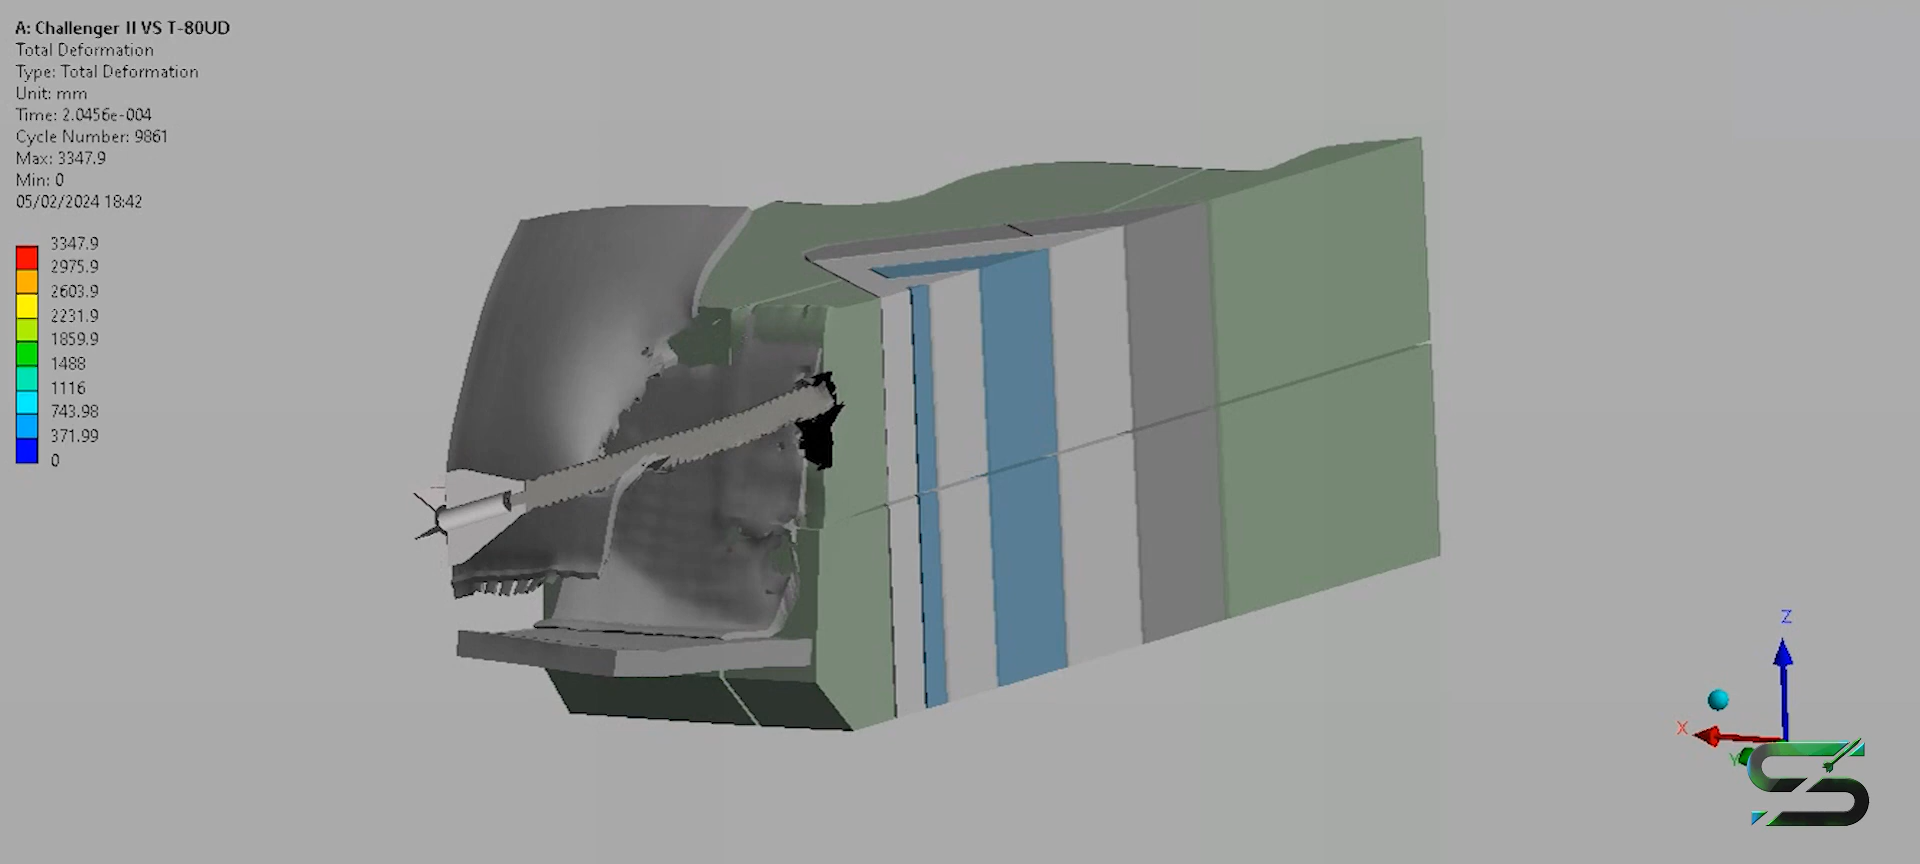 A: Challenger II VS T-80UD
Total Deformation
Type: Total Deformation
Unit: mm
Time: 2.0456e-004
Cycle Number: 9861
Max: 3347.9
Min: 0
05/02/2024 18:42
3347.9
2975.9
2603.9
2231.9
1859.9
1488
1116
743.98
371.99
0
Z
X
Y